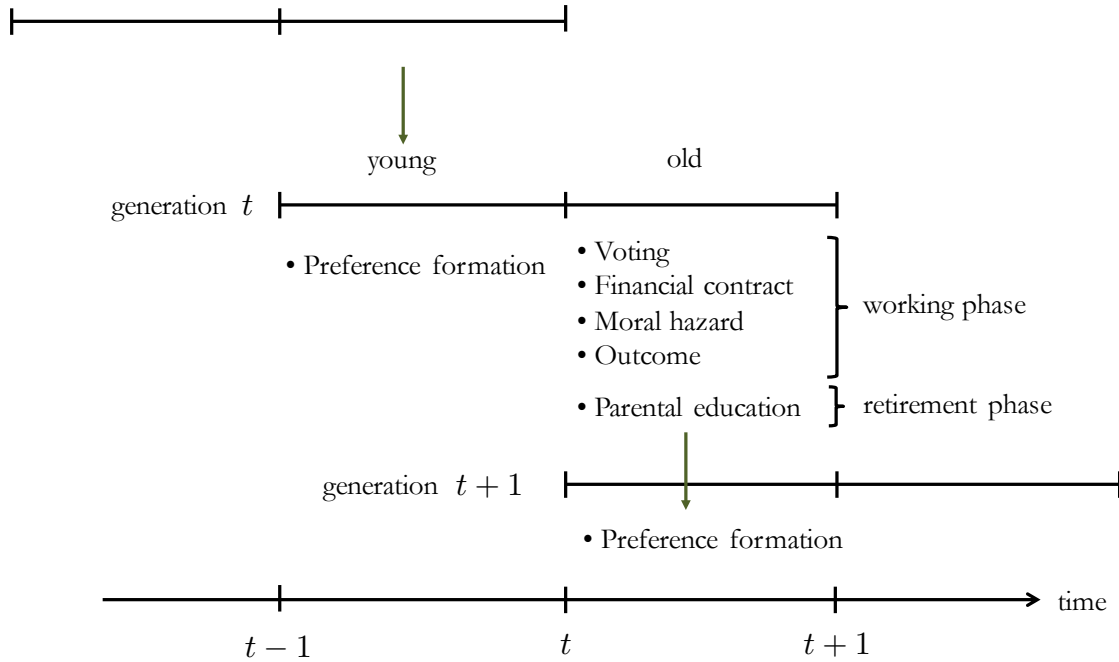 young old
generation t
• Preference formation
• Voting
• Financial contract
• Moral hazard
• Outcome
working phase
• Parental education
retirement phase
generation t + 1
• Preference formation
time
t − 1 t t + 1